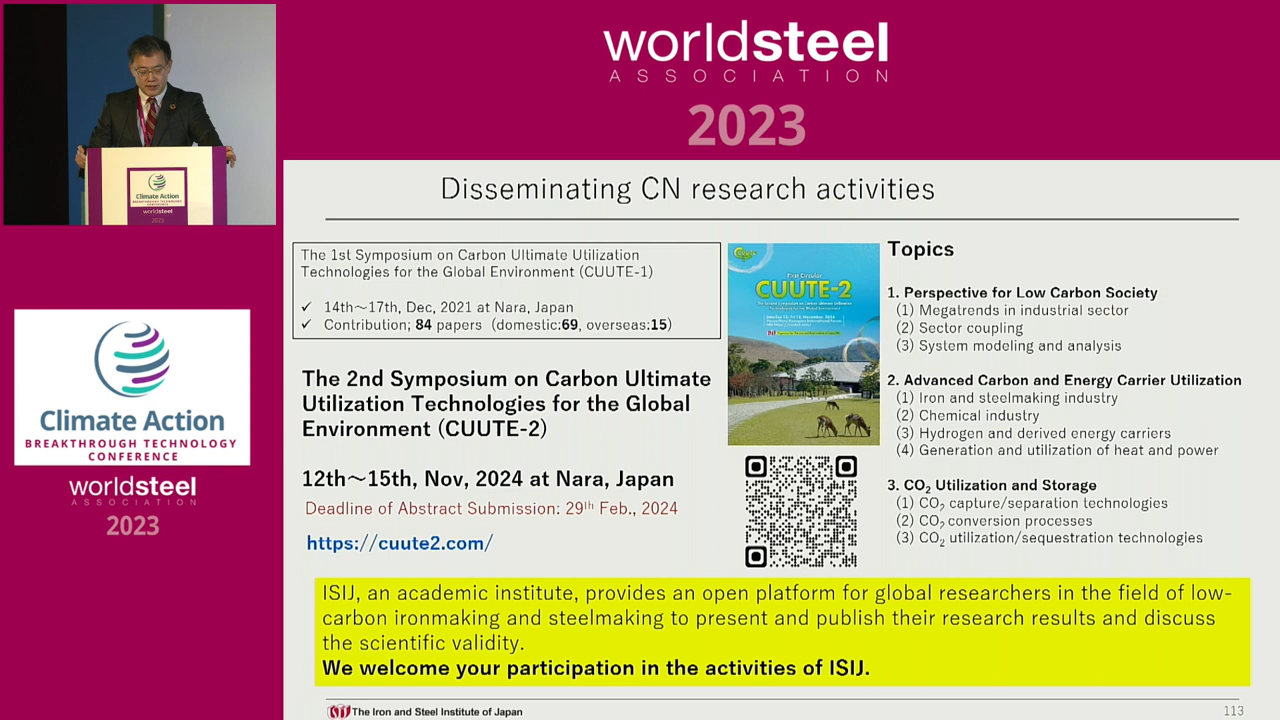 worldsteel
ASSOCIATION
2023
Climate Action
BREAKTHROUGH TECHNOLOGY
CONFERENCE
worldsteel
2023
Climate Action
BREAKTHROUGH TECHNOLOGY
CONFERENCE
worldsteel
ASSOCIATION
2023
Disseminating CN research activities
The 1st Symposium on Carbon Ultimate Utilization
Technologies for the Global Environment (CUUTE-1)
✓ 14th～17th, Dec, 2021 at Nara, Japan
✓ Contribution; 84 papers (domestic:69, overseas:15)
The 2nd Symposium on Carbon Ultimate
Utilization Technologies for the Global
Environment (CUUTE-2)
12th～15th, Nov, 2024 at Nara, Japan
Deadline of Abstract Submission: 29th Feb., 2024
https://cuute2.com/
First Circular
CUUTE-2
Topics
1. Perspective for Low Carbon Society
(1) Megatrends in industrial sector
(2) Sector coupling
(3) System modeling and analysis
2. Advanced Carbon and Energy Carrier Utilization
(1) Iron and steelmaking industry
(2) Chemical industry
(3) Hydrogen and derived energy carriers
(4) Generation and utilization of heat and power
3. CO2 Utilization and Storage
(1) CO2 capture/separation technologies
(2) CO2 conversion processes
(3) CO2 utilization/sequestration technologies
ISIJ, an academic institute, provides an open platform for global researchers in the field of low-
carbon ironmaking and steelmaking to present and publish their research results and discuss
the scientific validity.
We welcome your participation in the activities of ISIJ.
The Iron and Steel Institute of Japan
113